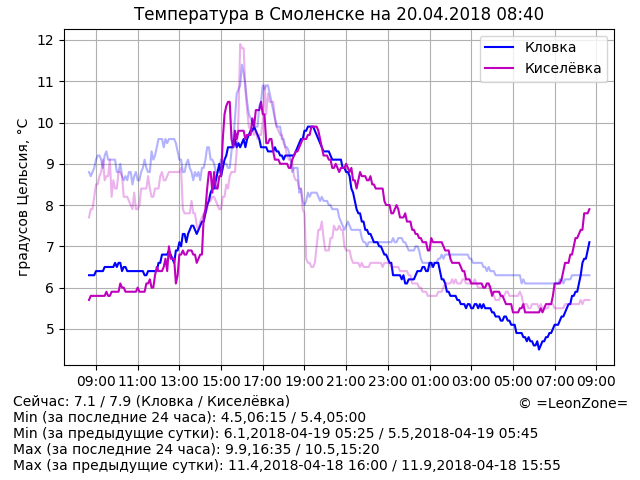 Температура в Смоленске на 20.04.2018 08:40
Кловка
Киселёвка
градусов Цельсия, °C
12
11
10
9
8
7
6
5
09:00 11:00 13:00 15:00 17:00 19:00 21:00 23:00 01:00 03:00 05:00 07:00 09:00
Сейчас: 7.1 / 7.9 (Кловка / Киселёвка)
© =LeonZone=
Min (за последние 24 часа): 4.5,06:15 / 5.4,05:00
Min (за предыдущие сутки): 6.1,2018-04-19 05:25 / 5.5,2018-04-19 05:45
Max (за последние 24 часа): 9.9,16:35 / 10.5,15:20
Max (за предыдущие сутки): 11.4,2018-04-18 16:00 / 11.9,2018-04-18 15:55